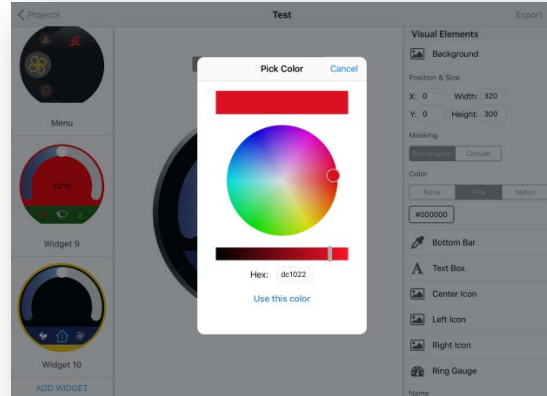 Projects
Test
Export
Menu
22°C
Widget 9
Widget 10
ADD WIDGET
Pick Color
Cancel
Hex: dc1022
Use this color
Visual Elements
Background
Position & Size
X: 0 Width: 320
Y: 0 Height: 300
Masking
Rectangular Circular
Color
None Pick Match
#000000
Bottom Bar
Text Box
Center Icon
Left Icon
Right Icon
Ring Gauge
Name